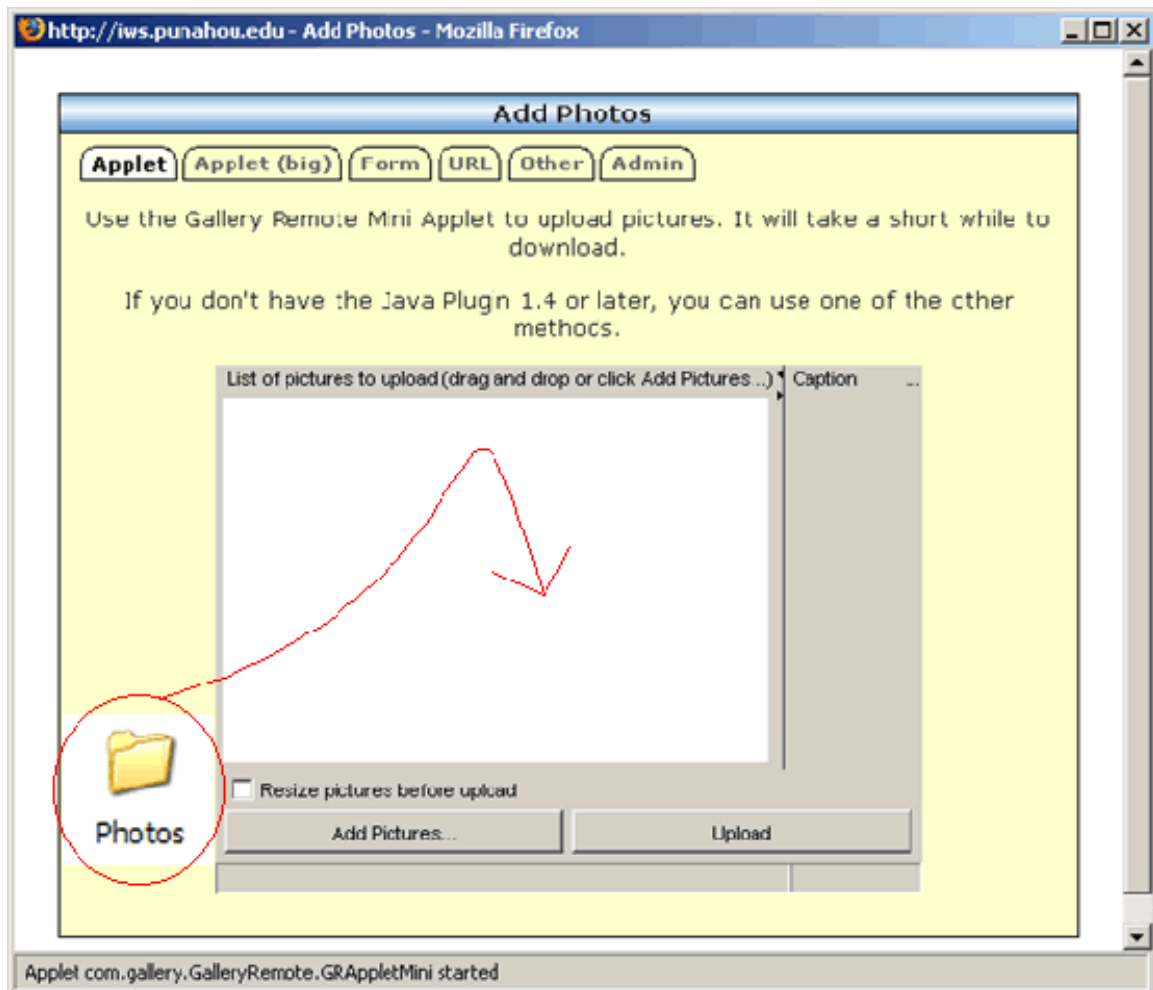 http://iws.punahou.edu - Add Photos - Mozilla Firefox
Add Photos
Applet Applet (big) Form URL Other Admin
Use the Gallery Remote Mini Applet to upload pictures. It will take a short while to
download.
If you don't have the Java Plugin 1.4 or later, you can use one of the cther
methocs.
List of pictures to upload (drag and drop or click Add Pictures...) Caption ...
Resize pictures before upload
Photos Add Pictures... Upload
Applet com.gallery.GalleryRemote.GRAppletMini started